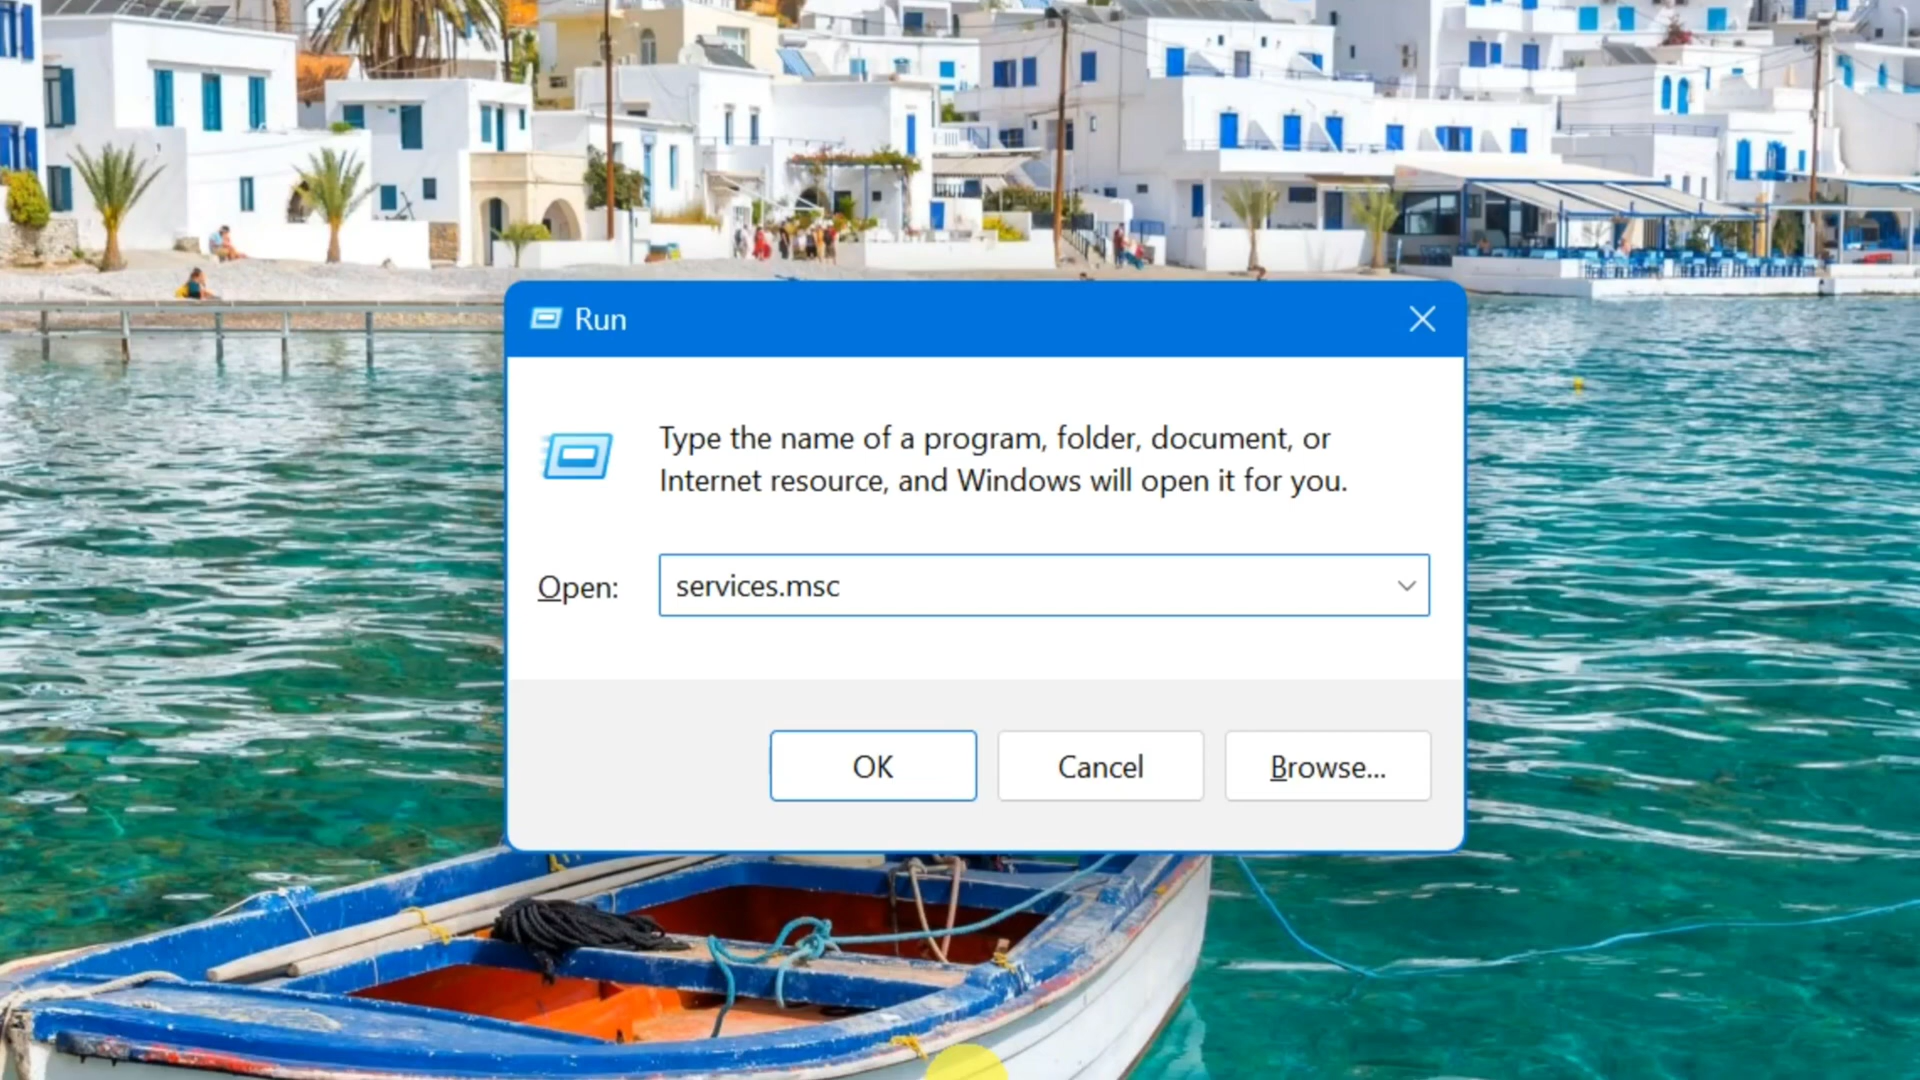 Run
Type the name of a program, folder, document, or
Internet resource, and Windows will open it for you.
Open:
services.msc
OK
Cancel
Browse...